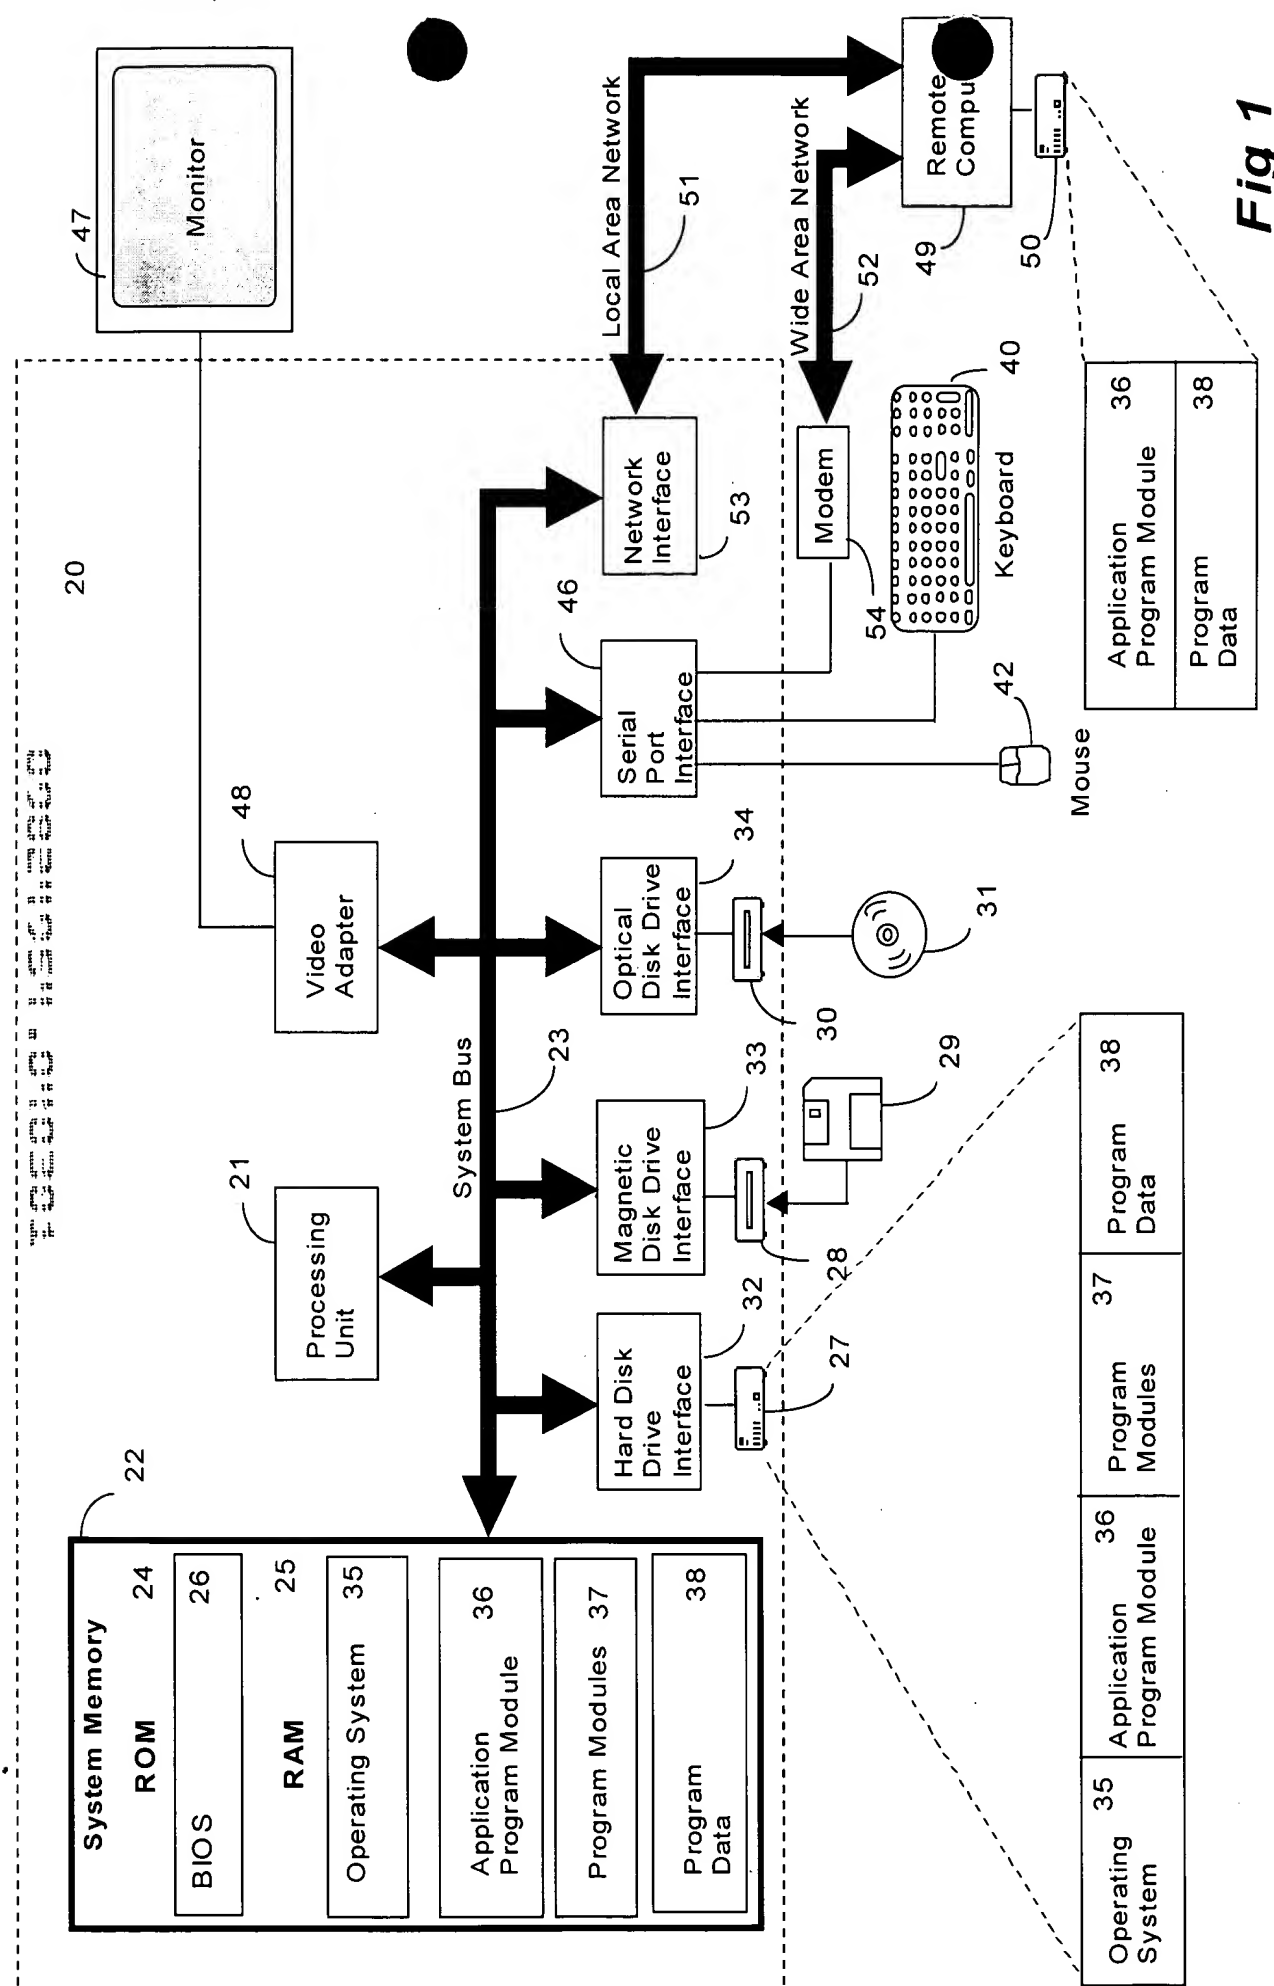 20
System Memory
22
ROM
24
BIOS
26
RAM
25
Operating System
35
Application
Program Module
36
Program Modules
37
Program
Data
38
Processing
Unit
21
Video
Adapter
48
47
Monitor
System Bus
23
Hard Disk
Drive
Interface
32
Magnetic
Disk Drive
Interface
33
Optical
Disk Drive
Interface
34
Serial
Port
Interface
46
Network
Interface
53
Local Area Network
51
27
28
29
30
31
Modem
54
Wide Area Network
52
Remote
Compu
49
50
Keyboard
40
Mouse
42
Operating
System
35
Application
Program Module
36
Program
Modules
37
Program
Data
38
Application
Program Module
36
Program
Data
38
Fig 1